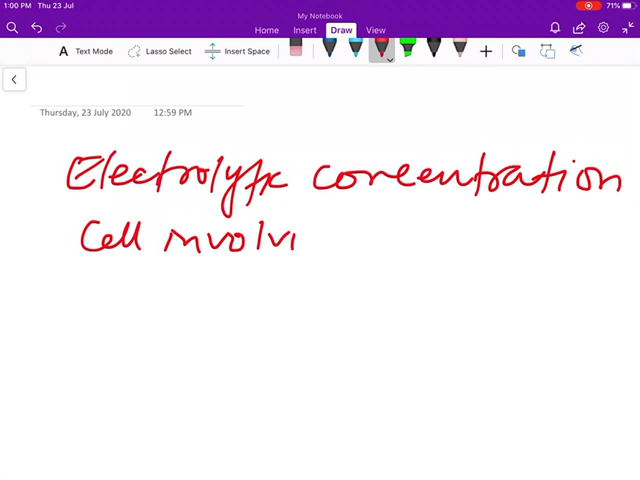 1:00 PM Thu 23 Jul
71%
My Notebook
Home Insert Draw View
A Text Mode Lasso Select Insert Space
Thursday, 23 July 2020 12:59 PM
Electrolyte concentration
Cell involvi